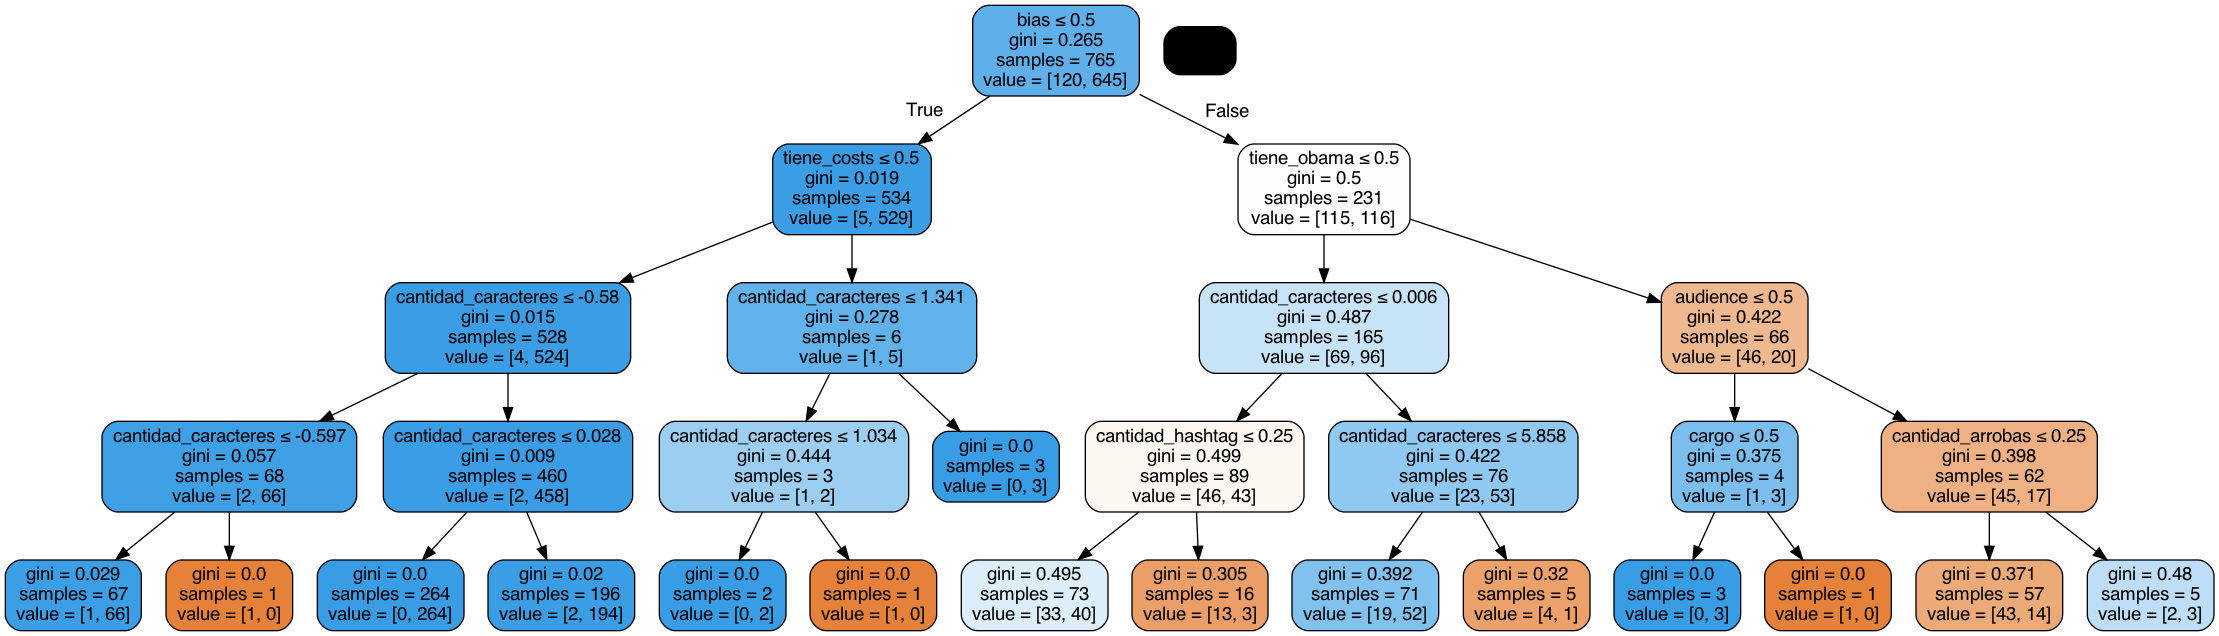 bias ≤ 0.5
gini = 0.265
samples = 765
value = [120, 645]
True
False
tiene_costs ≤ 0.5
gini = 0.019
samples = 534
value = [5, 529]
tiene_obama ≤ 0.5
gini = 0.5
samples = 231
value = [115, 116]
cantidad_caracteres ≤ -0.58
gini = 0.015
samples = 528
value = [4, 524]
cantidad_caracteres ≤ 1.341
gini = 0.278
samples = 6
value = [1, 5]
cantidad_caracteres ≤ 0.006
gini = 0.487
samples = 165
value = [69, 96]
audience ≤ 0.5
gini = 0.422
samples = 66
value = [46, 20]
cantidad_caracteres ≤ -0.597
gini = 0.057
samples = 68
value = [2, 66]
cantidad_caracteres ≤ 0.028
gini = 0.009
samples = 460
value = [2, 458]
cantidad_caracteres ≤ 1.034
gini = 0.444
samples = 3
value = [1, 2]
gini = 0.0
samples = 3
value = [0, 3]
cantidad_hashtag ≤ 0.25
gini = 0.499
samples = 89
value = [46, 43]
cantidad_caracteres ≤ 5.858
gini = 0.422
samples = 76
value = [23, 53]
cargo ≤ 0.5
gini = 0.375
samples = 4
value = [1, 3]
cantidad_arrobas ≤ 0.25
gini = 0.398
samples = 62
value = [45, 17]
gini = 0.029
samples = 67
value = [1, 66]
gini = 0.0
samples = 1
value = [1, 0]
gini = 0.0
samples = 264
value = [0, 264]
gini = 0.02
samples = 196
value = [2, 194]
gini = 0.0
samples = 2
value = [0, 2]
gini = 0.0
samples = 1
value = [1, 0]
gini = 0.495
samples = 73
value = [33, 40]
gini = 0.305
samples = 16
value = [13, 3]
gini = 0.392
samples = 71
value = [19, 52]
gini = 0.32
samples = 5
value = [4, 1]
gini = 0.0
samples = 3
value = [0, 3]
gini = 0.0
samples = 1
value = [1, 0]
gini = 0.371
samples = 57
value = [43, 14]
gini = 0.48
samples = 5
value = [2, 3]